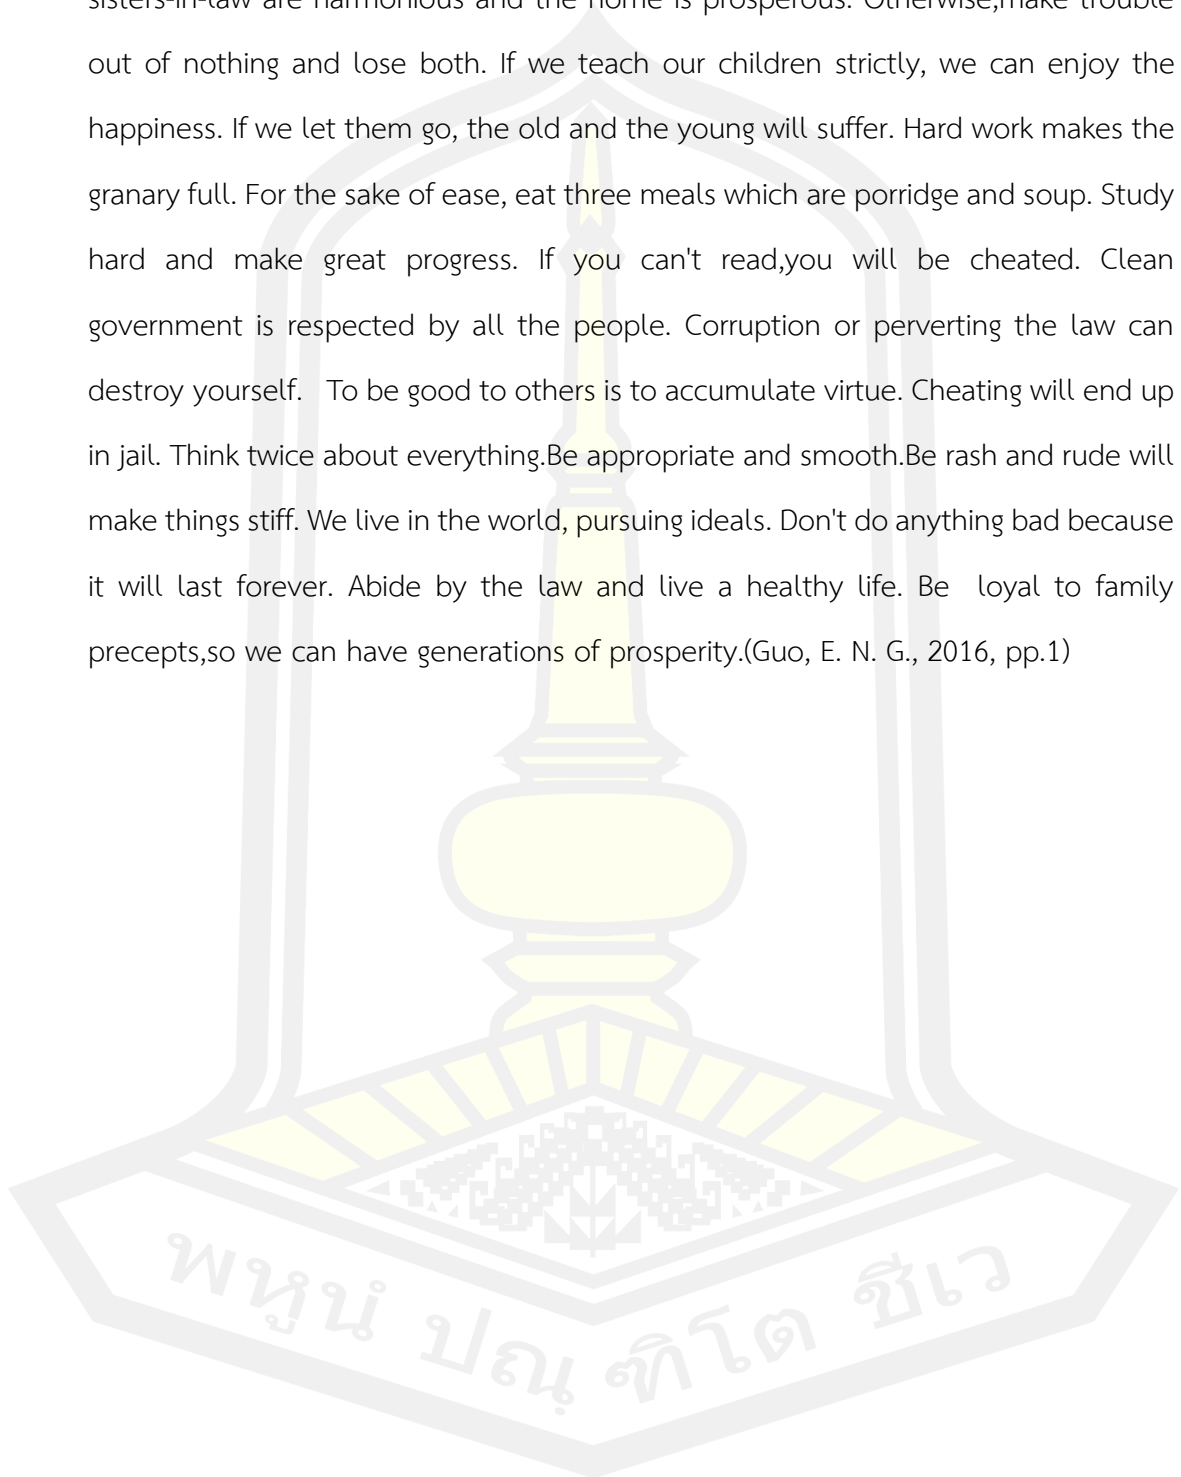 sisters-in-law are harmonious and the home is prosperous. Otherwise,make trouble
out of nothing and lose both. If we teach our children strictly, we can enjoy the
happiness. If we let them go, the old and the young will suffer. Hard work makes the
granary full. For the sake of ease, eat three meals which are porridge and soup. Study
hard and make great progress. If you can't read,you will be cheated. Clean
government is respected by all the people. Corruption or perverting the law can
destroy yourself.   To be good to others is to accumulate virtue. Cheating will end up
in jail. Think twice about everything.Be appropriate and smooth.Be rash and rude will
make things stiff. We live in the world, pursuing ideals. Don't do anything bad because
it will last forever. Abide by the law and live a healthy life. Be  loyal to family
precepts,so we can have generations of prosperity.(Guo, E. N. G., 2016, pp.1)
พหูนํ ปณฺฑิโต ชีเว